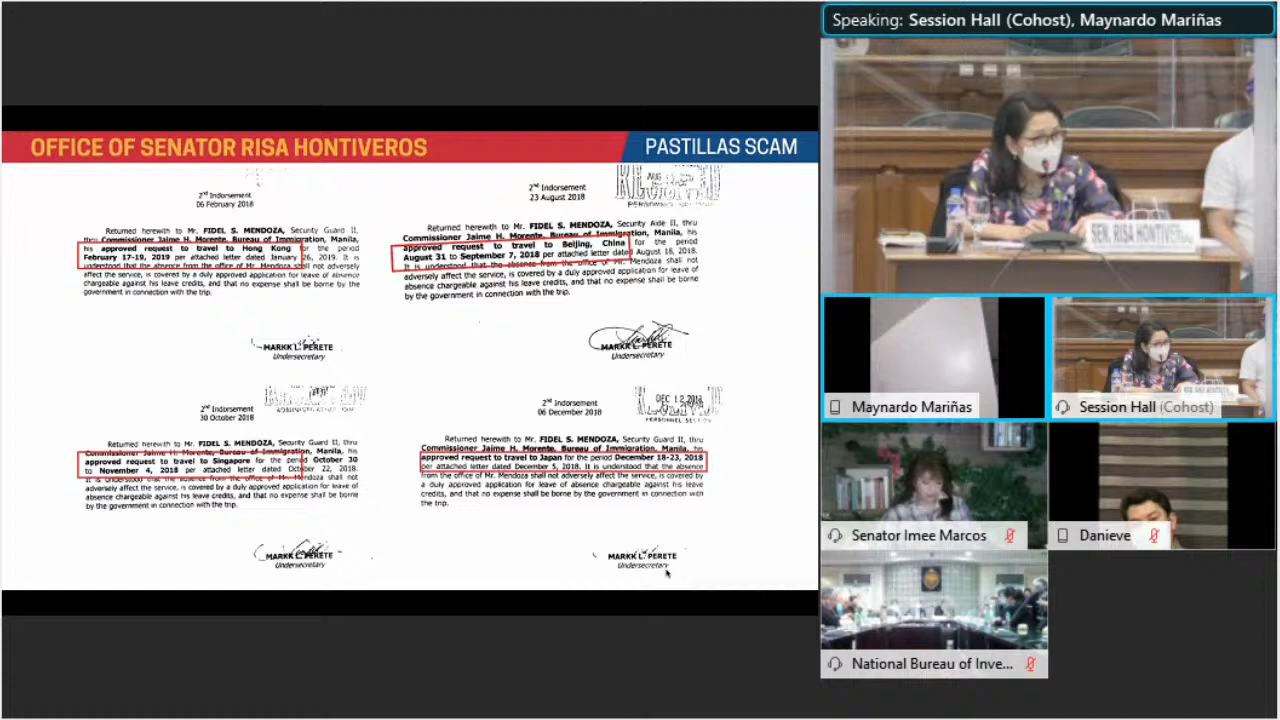 Speaking: Session Hall (Cohost), Maynardo Mariñas
OFFICE OF SENATOR RISA HONTIVEROS
PASTILLAS SCAM
2nd Indorsement
06 February 2018
Returned herewith to Mr. FIDEL S. MENDOZA, Security Guard II,
thru Commissioner Jaime H. Morente, Bureau of Immigration, Manila,
his approved request to travel to Hong Kong for the period
February 17-19, 2019 per attached letter dated January 26, 2019. It is
understood that the absence from the office of Mr. Mendoza shall not adversely
affect the service, is covered by a duly approved application for leave of absence
chargeable against his leave credits, and that no expense shall be borne by the
government in connection with the trip.
MARKK L. PERETE
Undersecretary
2nd Indorsement
23 August 2018
Returned herewith to Mr. FIDEL S. MENDOZA, Security Aide II, thru
Commissioner Jaime H. Morente, Bureau of Immigration, Manila, his
approved request to travel to Beijing, China for the period
August 31 to September 7, 2018 per attached letter dated August 18, 2018.
It is understood that the absence from the office of Mr. Mendoza shall not
adversely affect the service, is covered by a duly approved application for leave of
absence chargeable against his leave credits, and that no expense shall be borne
by the government in connection with the trip.
MARKK L. PERETE
Undersecretary
2nd Indorsement
30 October 2018
Returned herewith to Mr. FIDEL S. MENDOZA, Security Guard II, thru
Commissioner Jaime H. Morente, Bureau of Immigration, Manila, his
approved request to travel to Singapore for the period October 30
to November 4, 2018 per attached letter dated October 22, 2018.
It is understood that the absence from the office of Mr. Mendoza shall not
adversely affect the service, is covered by a duly approved application for leave of
absence chargeable against his leave credits, and that no expense shall be borne
by the government in connection with the trip.
MARKK L. PERETE
Undersecretary
2nd Indorsement
06 December 2018
DEC 12 2018
PERSONNEL SECTION
Returned herewith to Mr. FIDEL S. MENDOZA, Security Guard II, thru
Commissioner Jaime H. Morente, Bureau of Immigration, Manila, his
approved request to travel to Japan for the period December 18-23, 2018
per attached letter dated December 5, 2018. It is understood that the absence
from the office of Mr. Mendoza shall not adversely affect the service, is covered by
a duly approved application for leave of absence chargeable against his leave
credits, and that no expense shall be borne by the government in connection with
the trip.
MARKK L. PERETE
Undersecretary
SEN. RISA HONTIVEROS
Maynardo Mariñas
Session Hall (Cohost)
Senator Imee Marcos
Danieve
National Bureau of Inve...